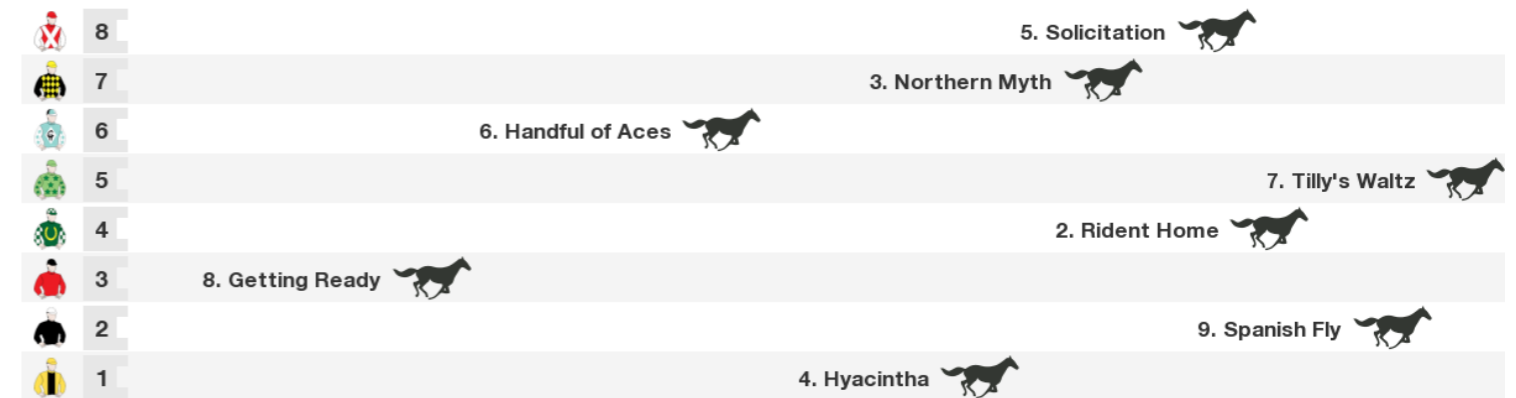 8 5. Solicitation
7 3. Northern Myth
6 6. Handful of Aces
5 7. Tilly's Waltz
4 2. Rident Home
3 8. Getting Ready
2 9. Spanish Fly
1 4. Hyacintha